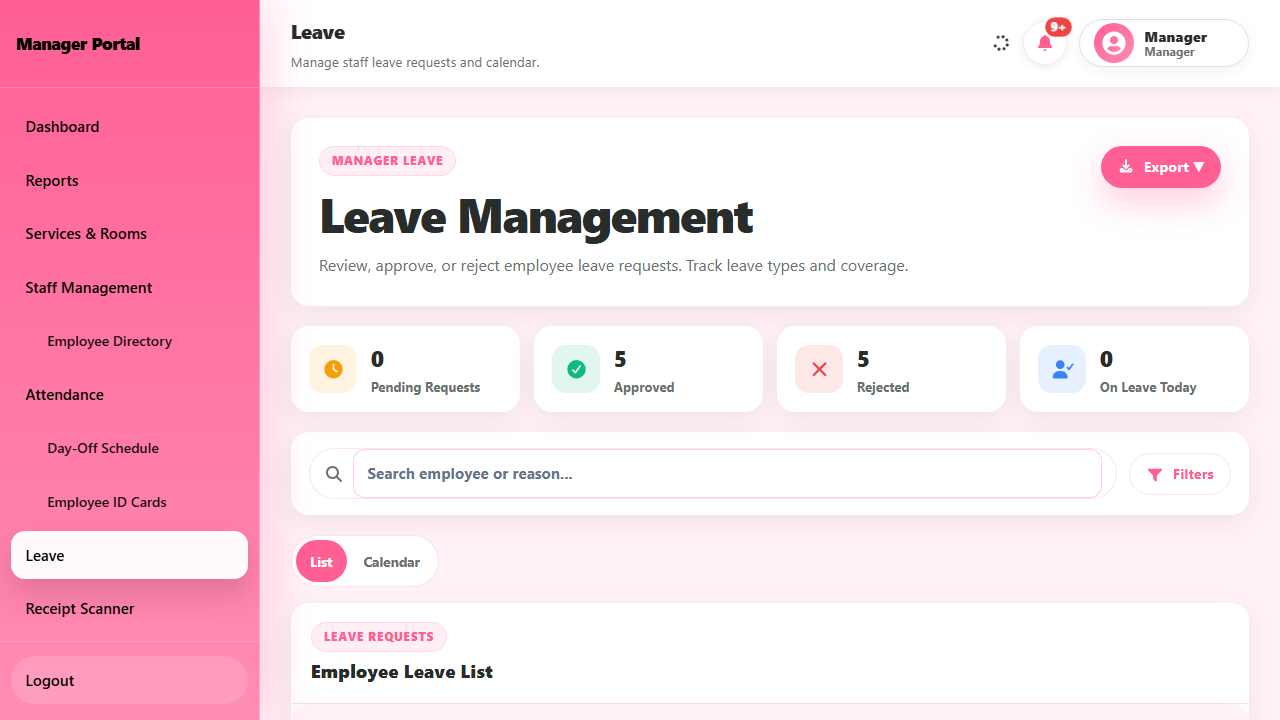 Manager Portal
Dashboard
Reports
Services & Rooms
Staff Management
Employee Directory
Attendance
Day-Off Schedule
Employee ID Cards
Leave
Receipt Scanner
Logout
Leave
Manage staff leave requests and calendar.
9+
Manager
Manager
MANAGER LEAVE
Export ▼
Leave Management
Review, approve, or reject employee leave requests. Track leave types and coverage.
0
Pending Requests
5
Approved
5
Rejected
0
On Leave Today
Search employee or reason...
Filters
List
Calendar
LEAVE REQUESTS
Employee Leave List